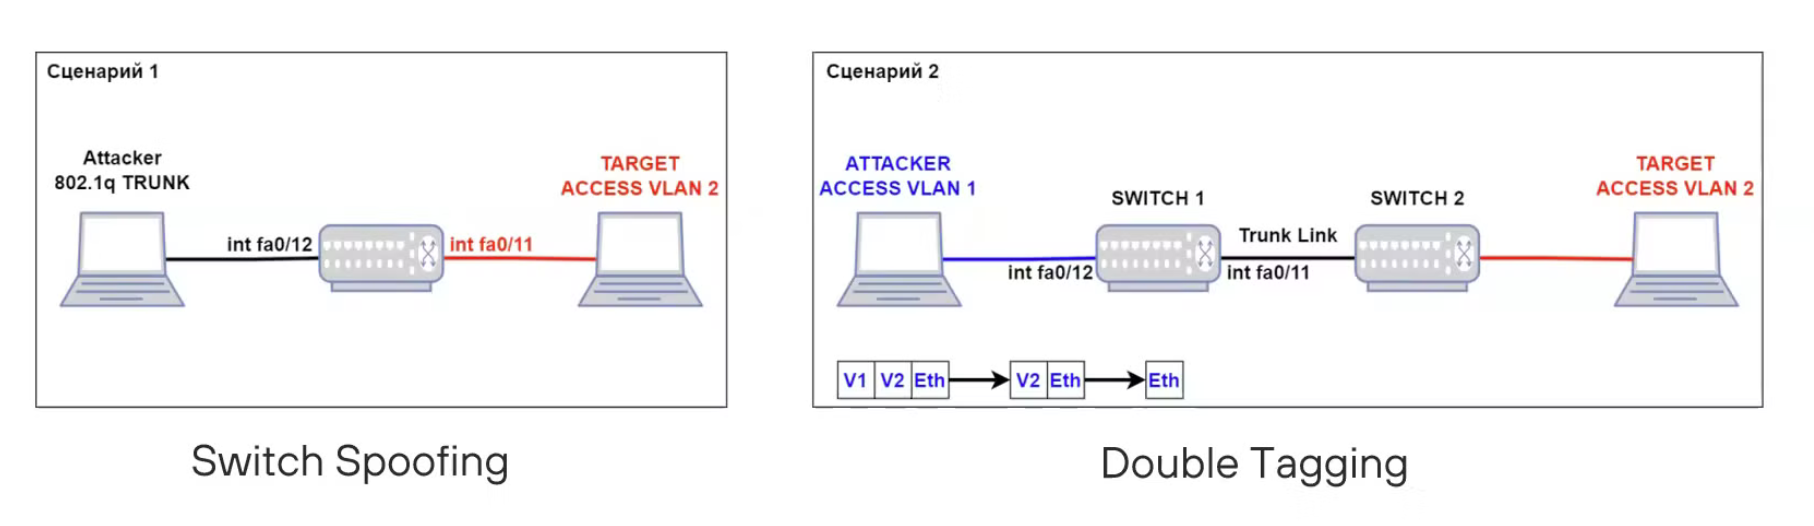 Сценарий 1
Attacker
802.1q TRUNK
TARGET
ACCESS VLAN 2
int fa0/12
int fa0/11
Switch Spoofing
Сценарий 2
ATTACKER
ACCESS VLAN 1
SWITCH 1
SWITCH 2
TARGET
ACCESS VLAN 2
Trunk Link
int fa0/12
int fa0/11
V1 V2 Eth V2 Eth Eth
Double Tagging